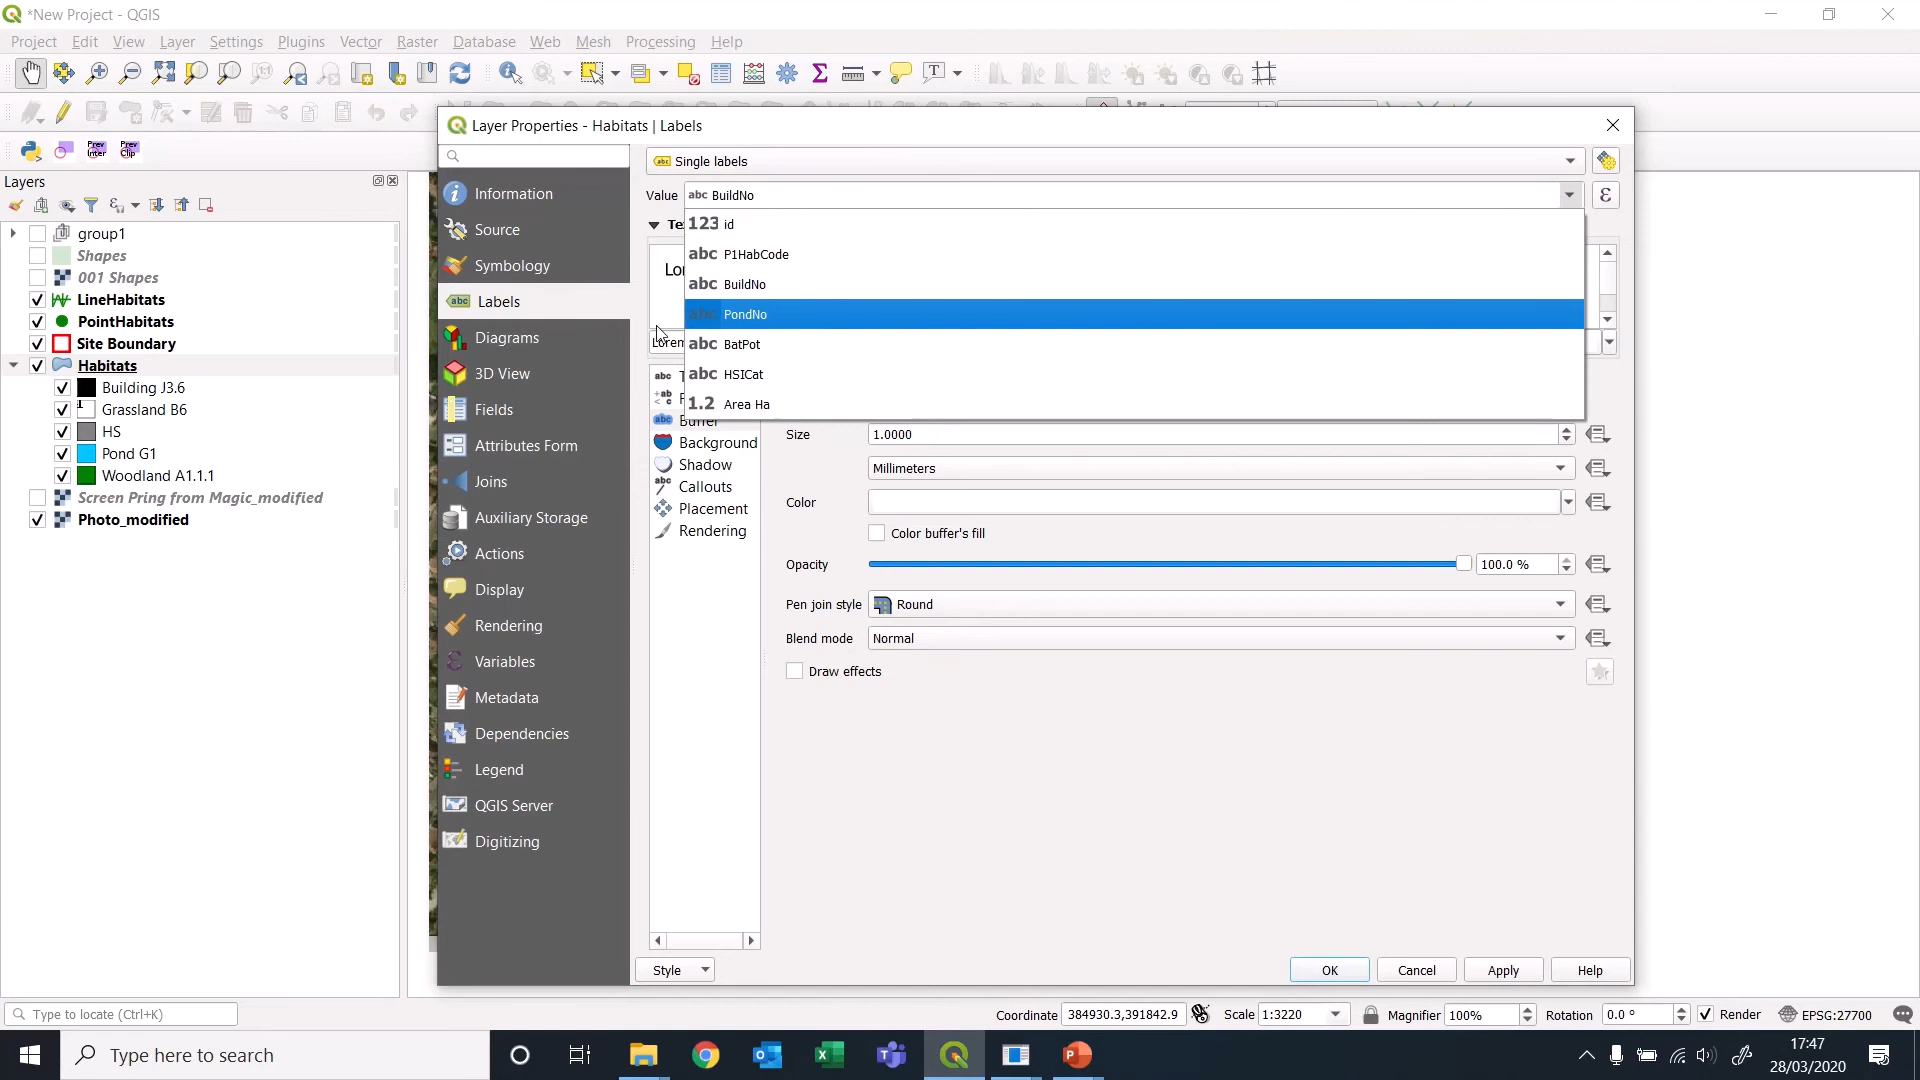 *New Project - QGIS
Project Edit View Layer Settings Plugins Vector Raster Database Web Mesh Processing Help
Layer Properties - Habitats | Labels
Layers
group1
Shapes
001 Shapes
LineHabitats
PointHabitats
Site Boundary
Habitats
Building J3.6
Grassland B6
HS
Pond G1
Woodland A1.1.1
Screen Pring from Magic_modified
Photo_modified
Information
Source
Symbology
Labels
Diagrams
3D View
Fields
Attributes Form
Joins
Auxiliary Storage
Actions
Display
Rendering
Variables
Metadata
Dependencies
Legend
QGIS Server
Digitizing
Single labels
Value abc BuildNo
123 id
abc P1HabCode
abc BuildNo
abc PondNo
abc BatPot
abc HSICat
1.2 Area Ha
Lorem
Buffer
Background
Shadow
Callouts
Placement
Rendering
Size 1.0000
Millimeters
Color
Color buffer's fill
Opacity 100.0 %
Pen join style Round
Blend mode Normal
Draw effects
Style OK Cancel Apply Help
Type to locate (Ctrl+K) Coordinate 384930.3,391842.9 Scale 1:3220 Magnifier 100% Rotation 0.0 ° Render EPSG:27700
Type here to search
17:47
28/03/2020